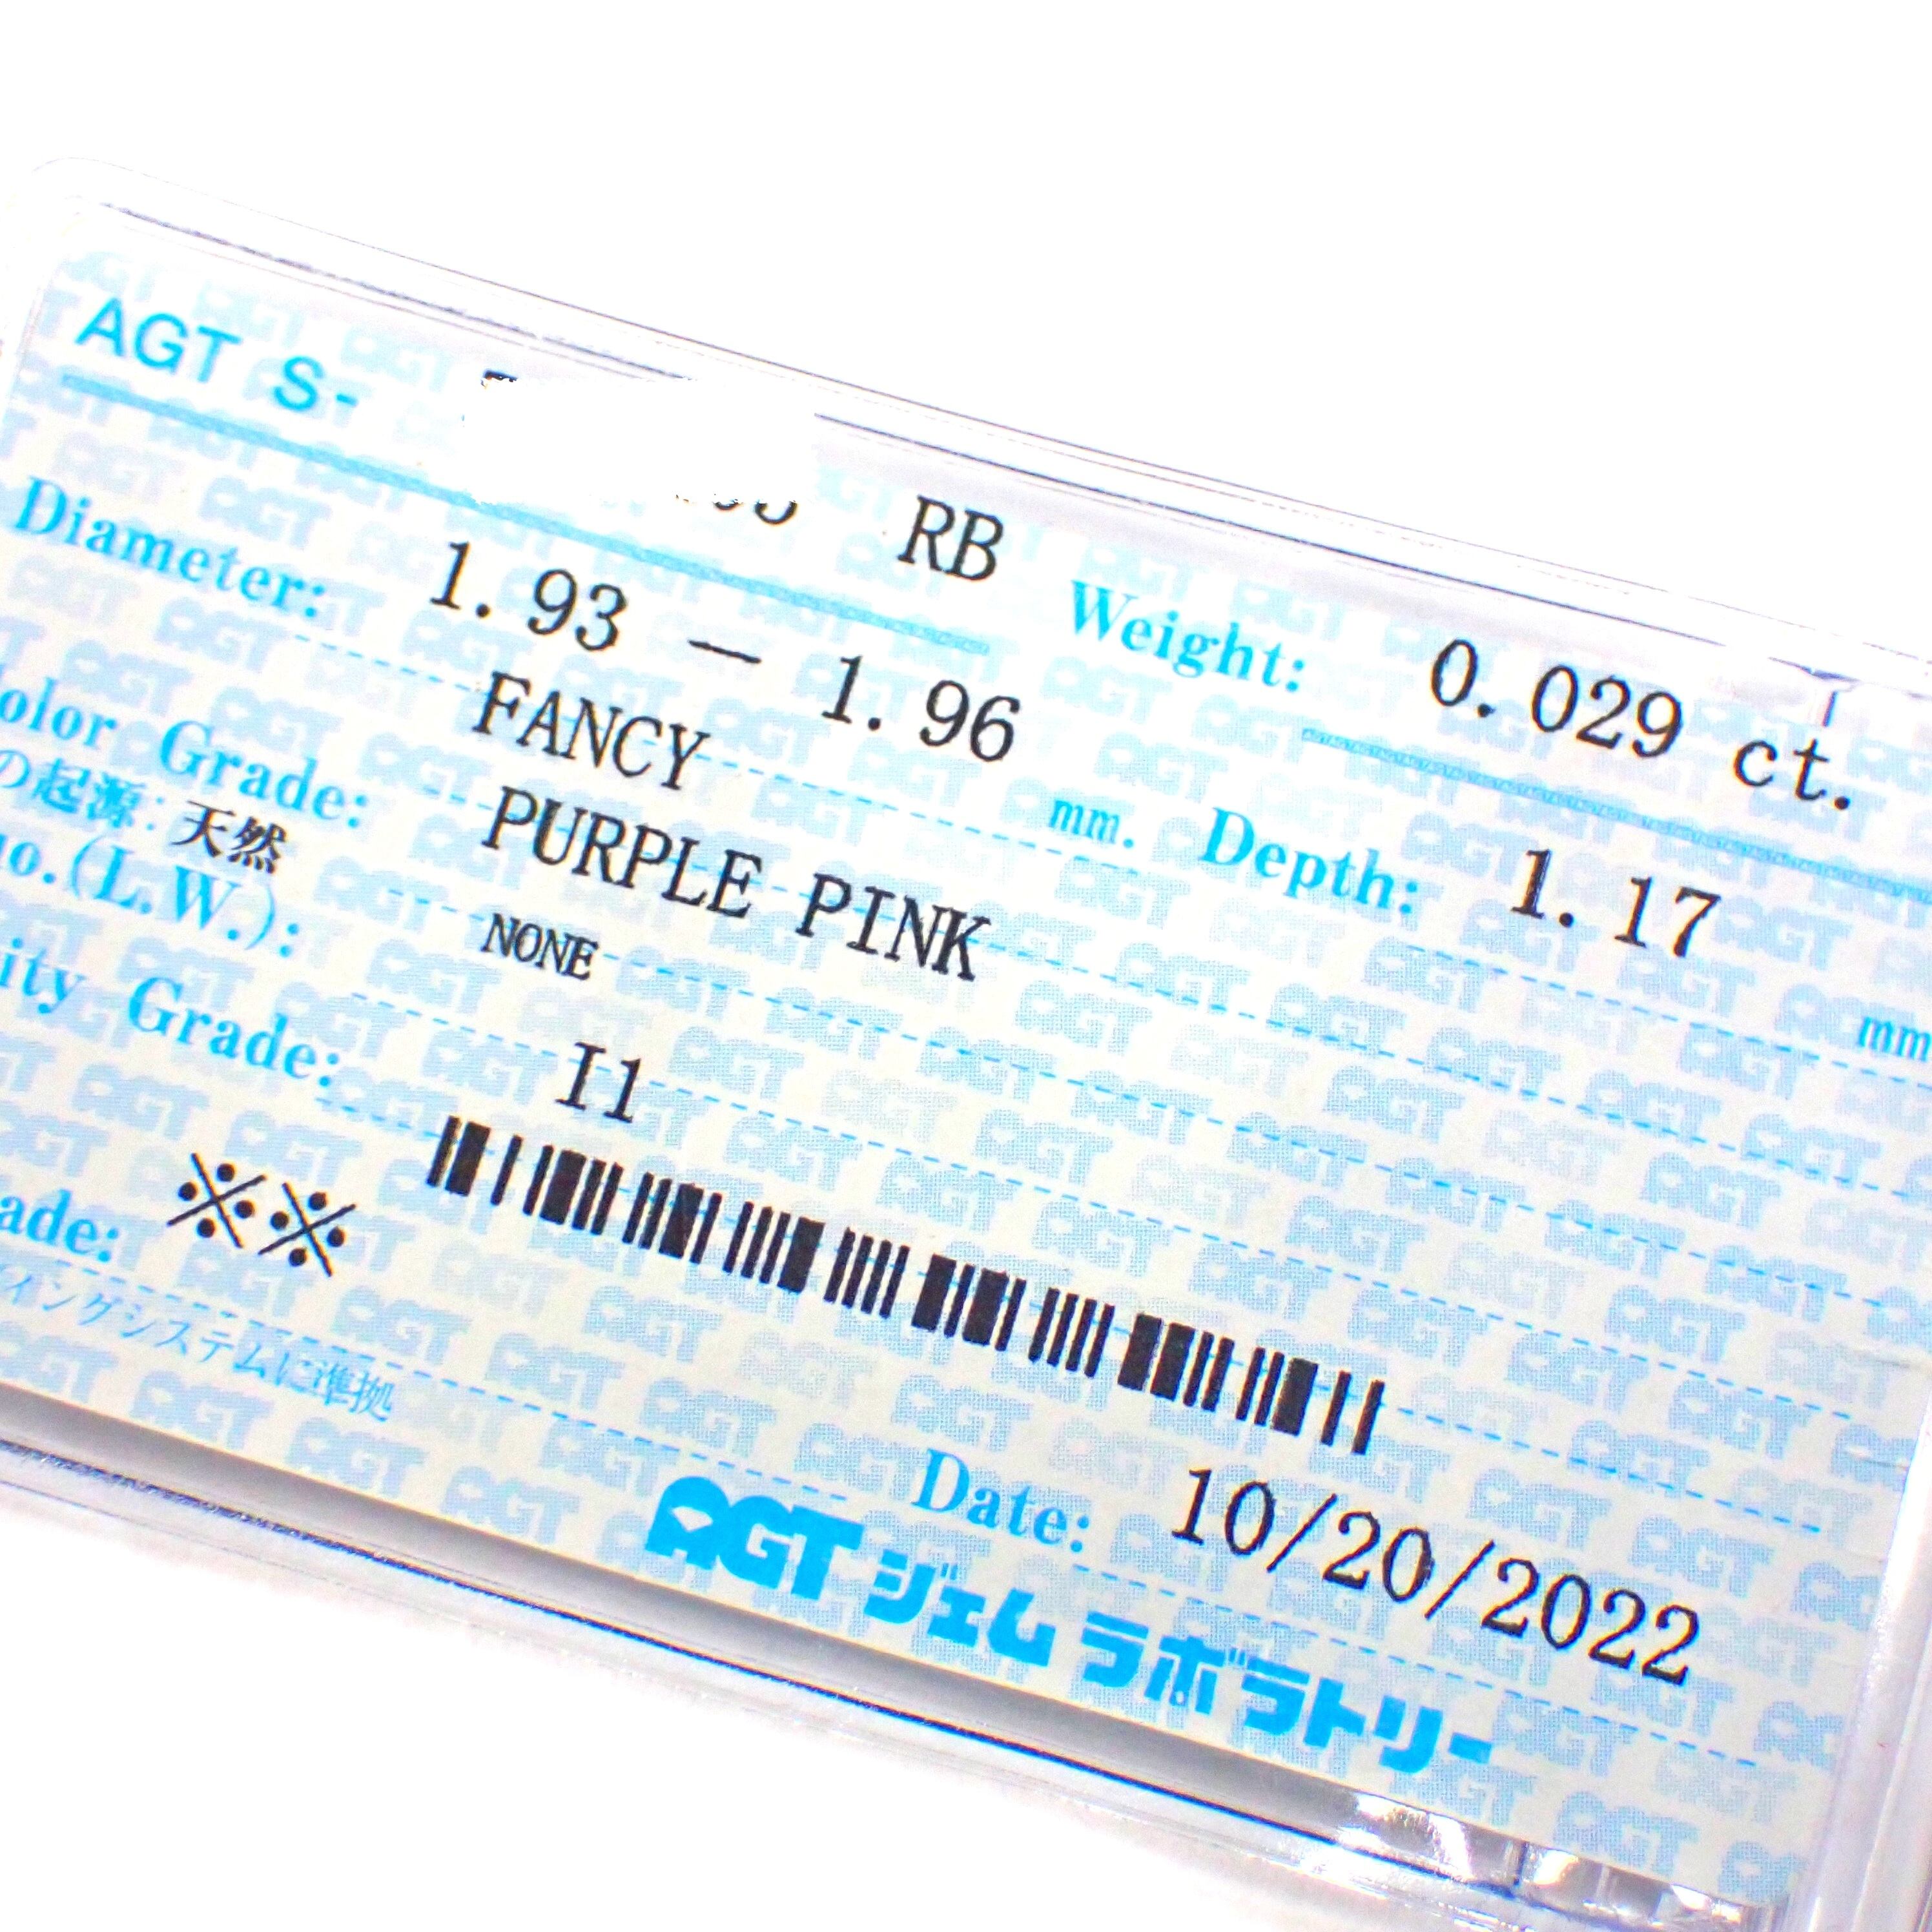 AGT S- RB Weight: 0.029 ct.
Diameter: 1.93 － 1.96 mm. Depth: 1.17 mm
olor Grade: FANCY
PURPLE PINK
の起源: 天然
uo.(L.W.): NONE
ity Grade: I1
ade: ※※
ィングシステムに準拠
Date: 10/20/2022
AGT ジェム ラボラトリー